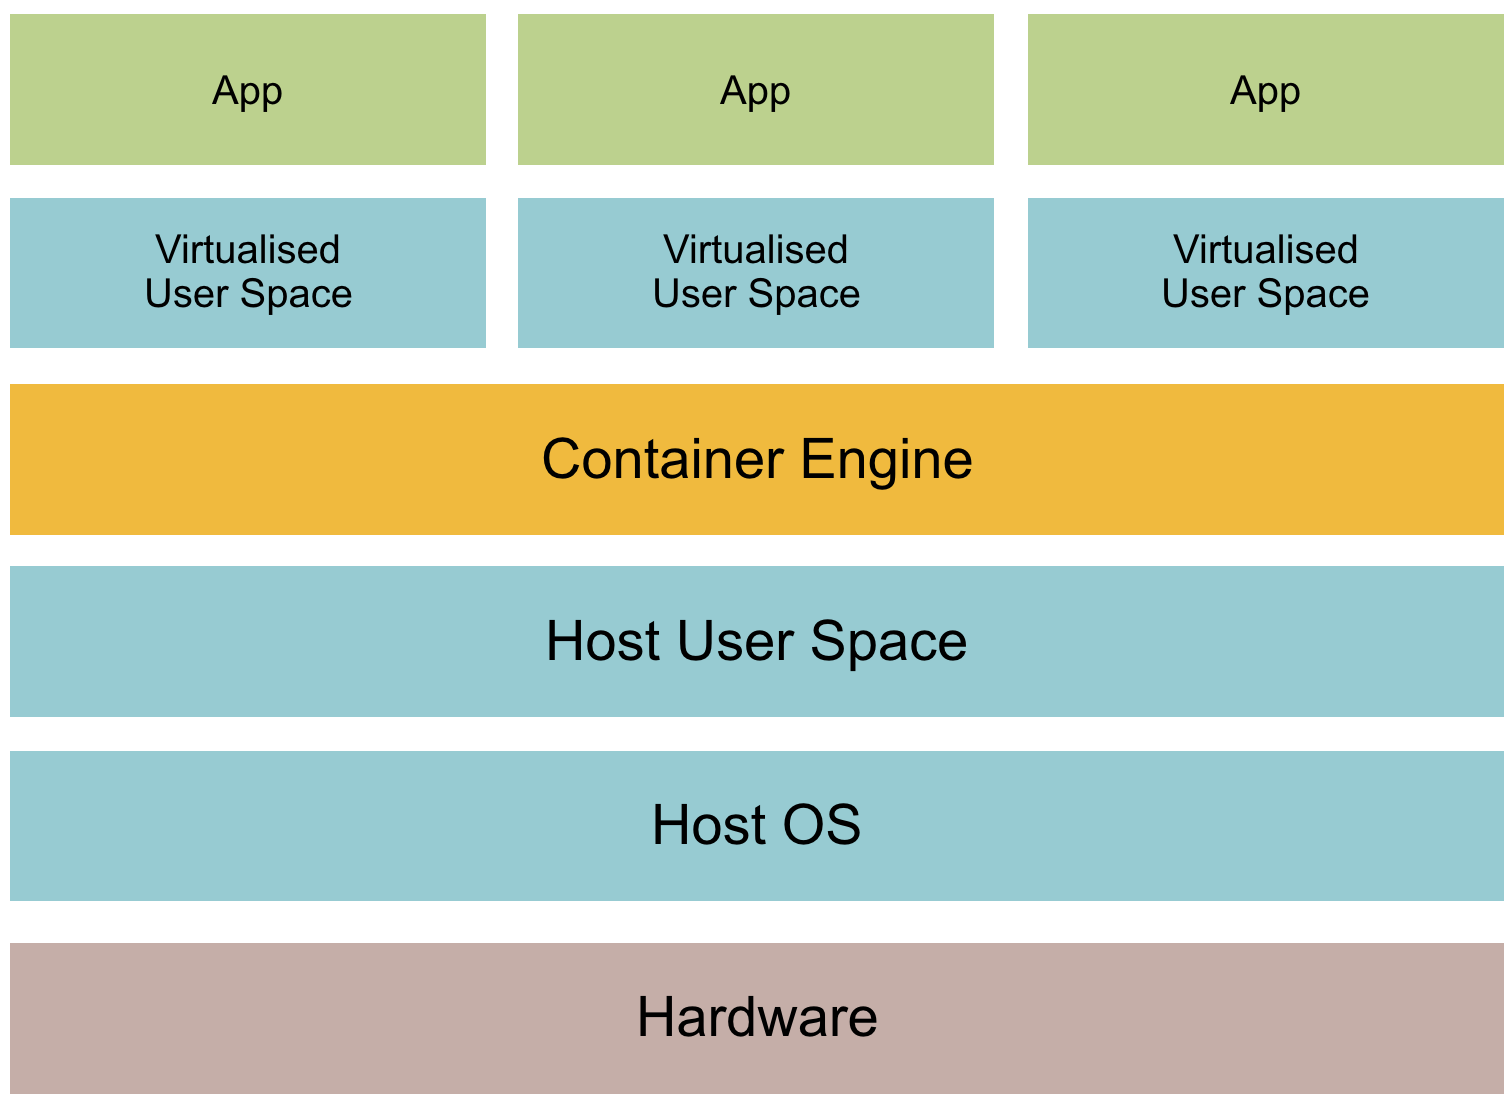 App
App
App
Virtualised
User Space
Virtualised
User Space
Virtualised
User Space
Container Engine
Host User Space
Host OS
Hardware